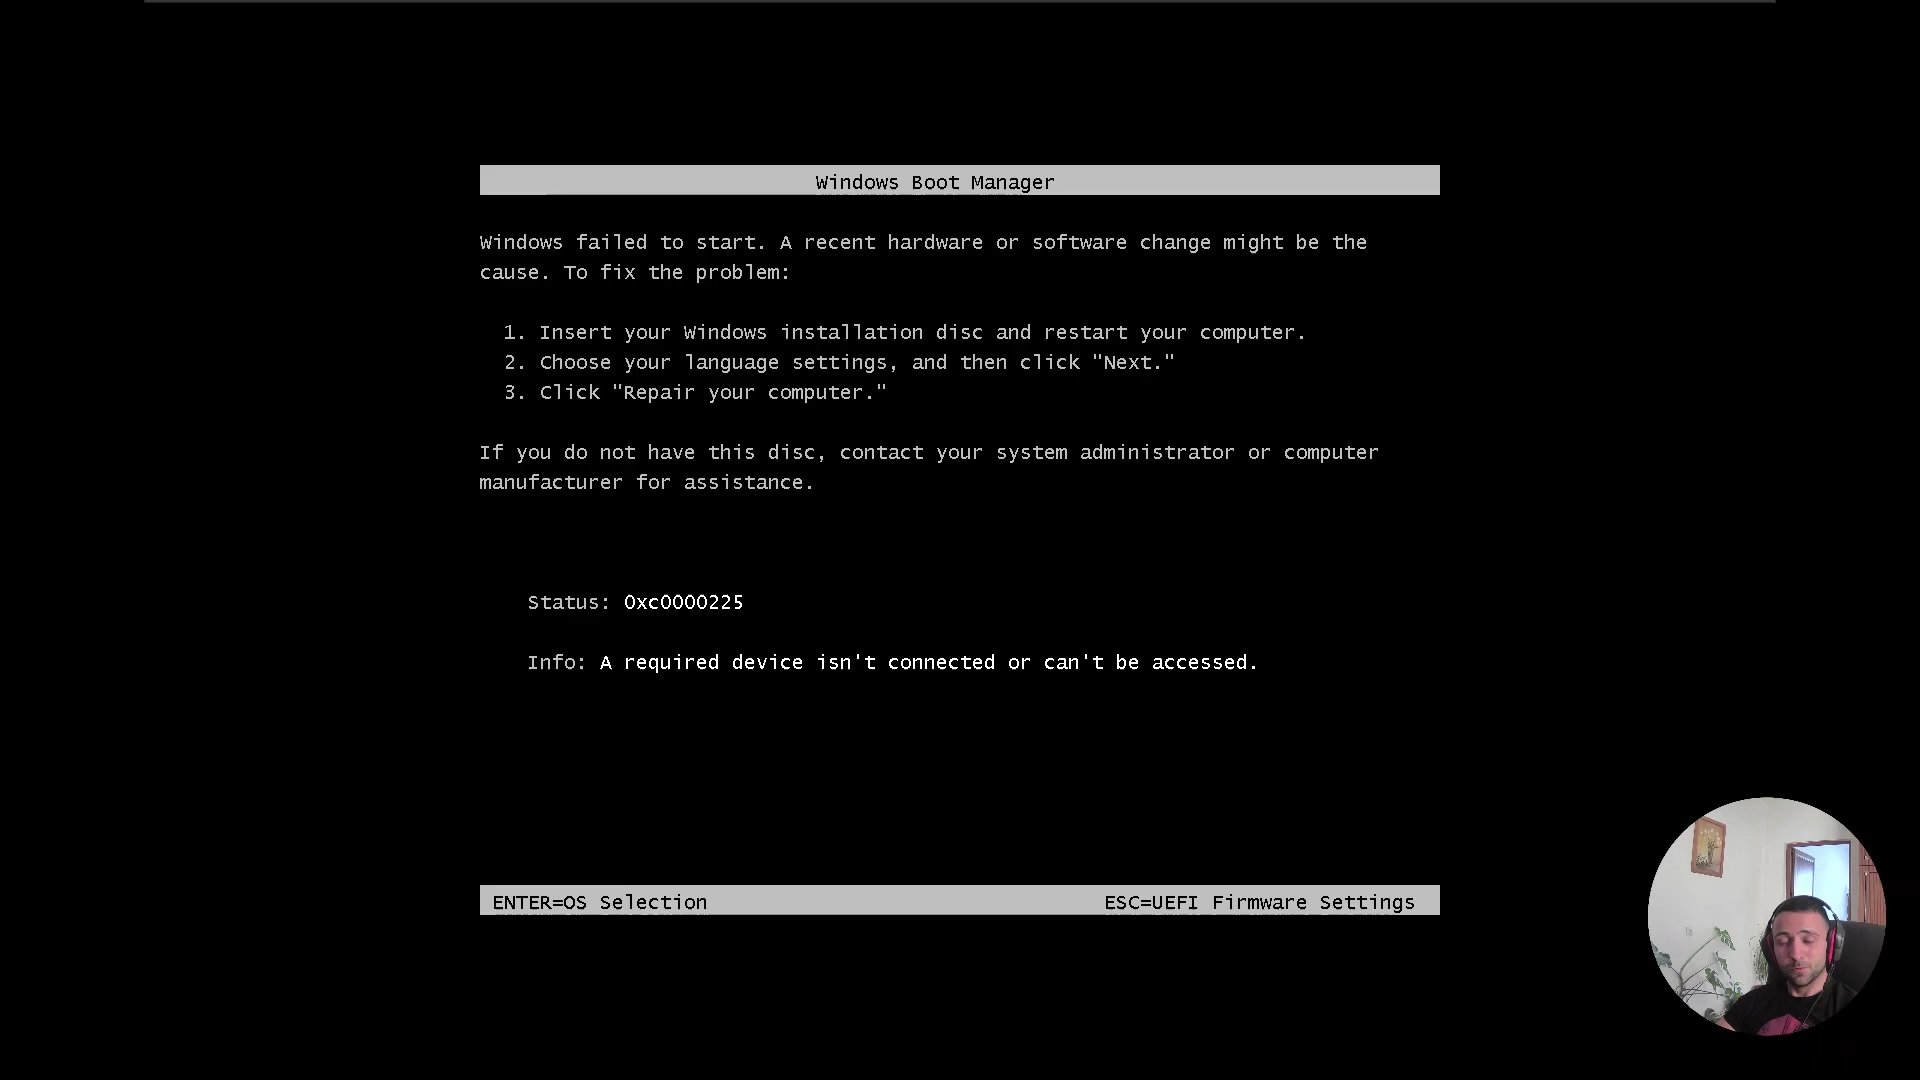 Windows Boot Manager
Windows failed to start. A recent hardware or software change might be the
cause. To fix the problem:
1. Insert your Windows installation disc and restart your computer.
2. Choose your language settings, and then click "Next."
3. Click "Repair your computer."
If you do not have this disc, contact your system administrator or computer
manufacturer for assistance.
Status: 0xc0000225
Info: A required device isn't connected or can't be accessed.
ENTER=OS Selection ESC=UEFI Firmware Settings